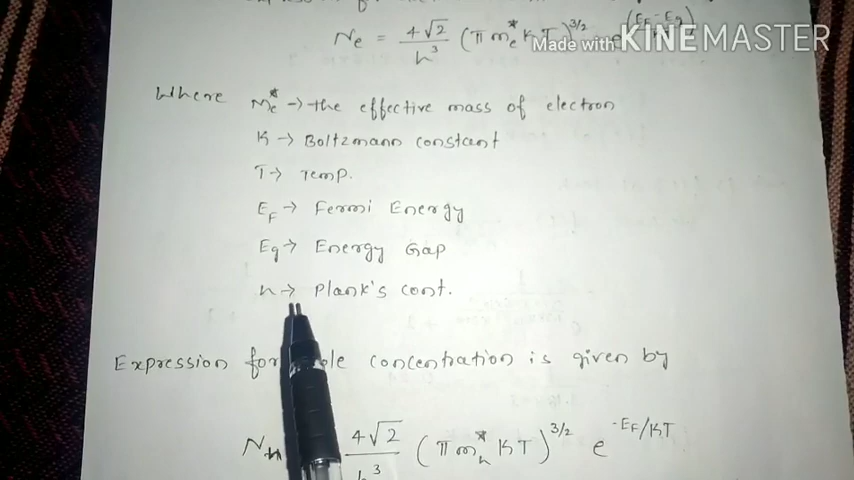 Ne = 4√2/h³ (π me* KT)^3/2 e^(EF-Eg)
Made with KINEMASTER
Where me* → the effective mass of electron
K → Boltzmann constant
T → Temp.
EF → Fermi Energy
Eg → Energy Gap
h → Plank's cont.
Expression for hole concentration is given by
Nh 4√2/h³ (π mh* KT)^3/2 e^-EF/KT